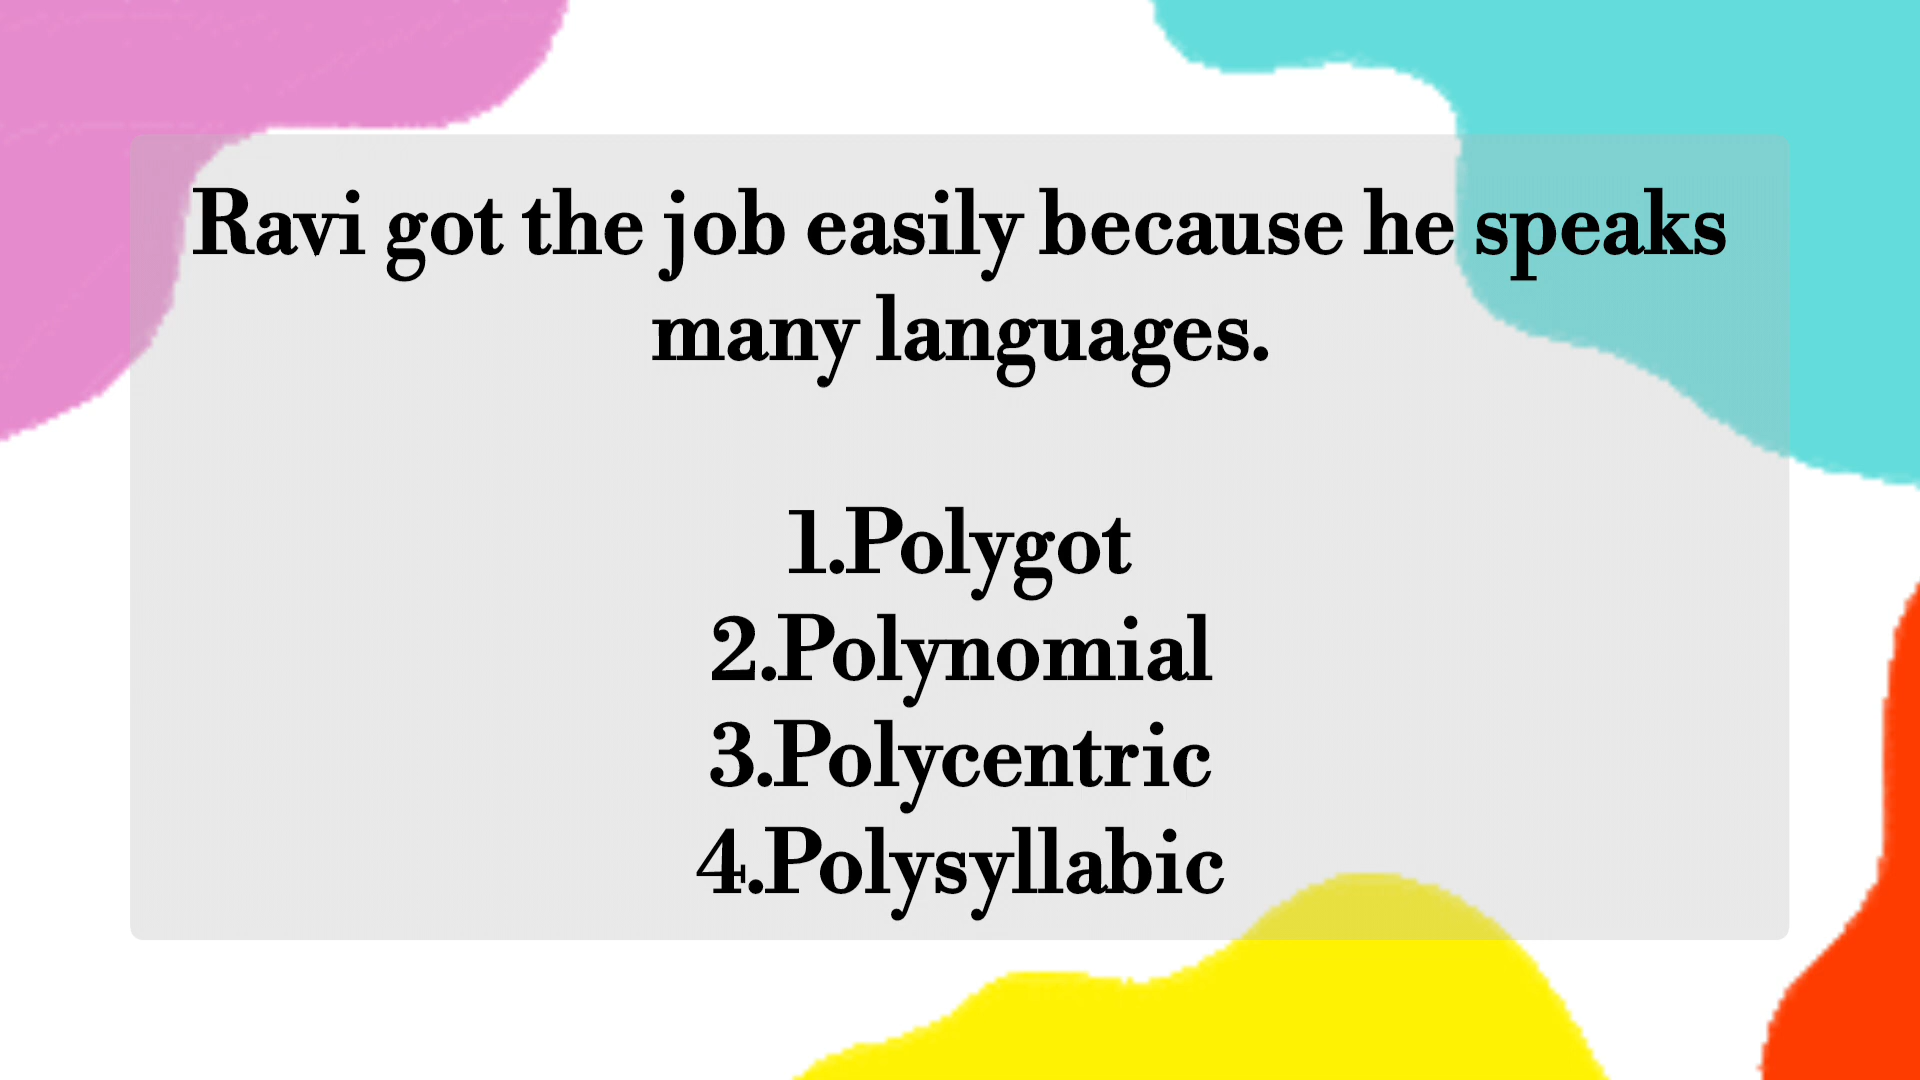 Ravi got the job easily because he speaks
many languages.
1.Polygot
2.Polynomial
3.Polycentric
4.Polysyllabic